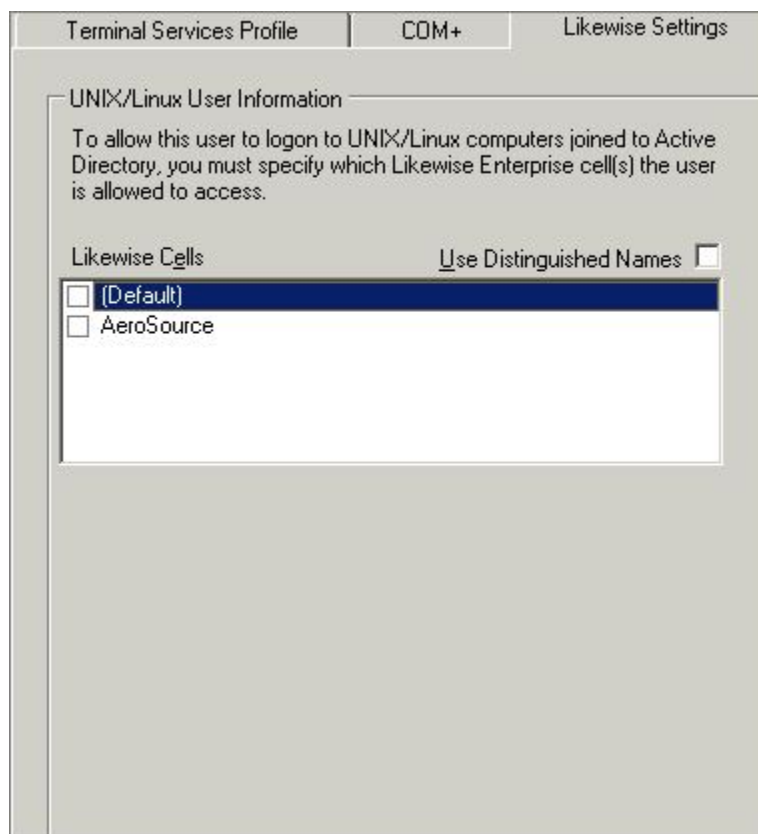 Terminal Services Profile COM+ Likewise Settings
UNIX/Linux User Information
To allow this user to logon to UNIX/Linux computers joined to Active
Directory, you must specify which Likewise Enterprise cell(s) the user
is allowed to access.
Likewise Cells Use Distinguished Names
(Default)
AeroSource